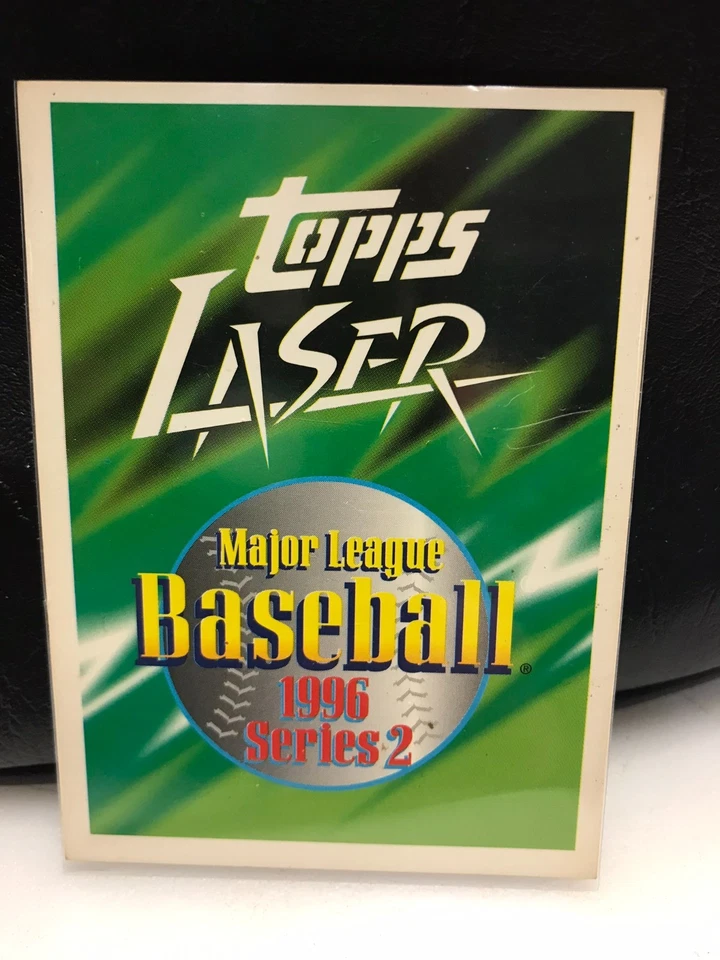 Topps
LASER
Major League
Baseball®
1996
Series 2